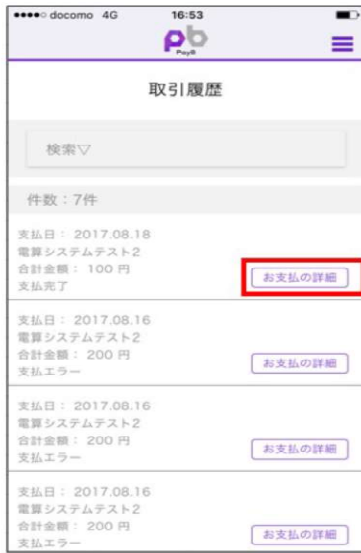 docomo 4G 16:53
pb
PayB
取引履歴
検索▽
件数：7件
支払日： 2017.08.18
電算システムテスト2
合計金額： 100 円
お支払の詳細
支払完了
支払日： 2017.08.16
電算システムテスト2
合計金額： 200 円
お支払の詳細
支払エラー
支払日： 2017.08.16
電算システムテスト2
合計金額： 200 円
お支払の詳細
支払エラー
支払日： 2017.08.16
電算システムテスト2
合計金額： 200 円
お支払の詳細
支払エラー